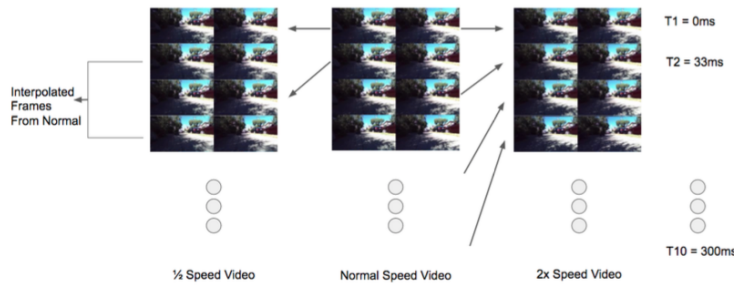 T1 = 0ms
T2 = 33ms
Interpolated
Frames
From Normal
T10 = 300ms
½ Speed Video
Normal Speed Video
2x Speed Video